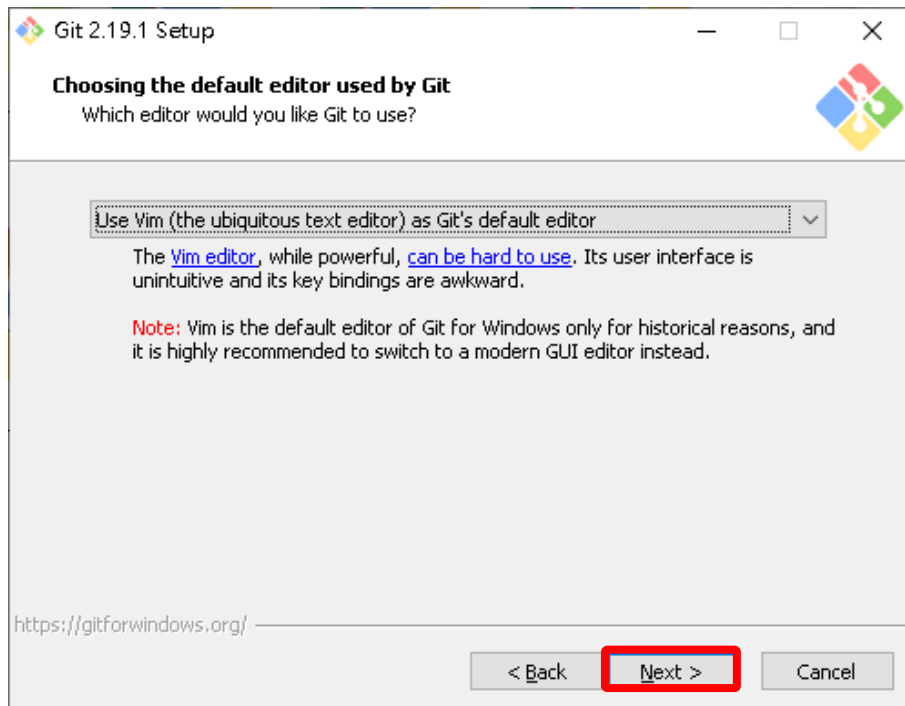 Git 2.19.1 Setup
Choosing the default editor used by Git
Which editor would you like Git to use?
Use Vim (the ubiquitous text editor) as Git's default editor
The Vim editor, while powerful, can be hard to use. Its user interface is
unintuitive and its key bindings are awkward.
Note: Vim is the default editor of Git for Windows only for historical reasons, and
it is highly recommended to switch to a modern GUI editor instead.
https://gitforwindows.org/
< Back
Next >
Cancel